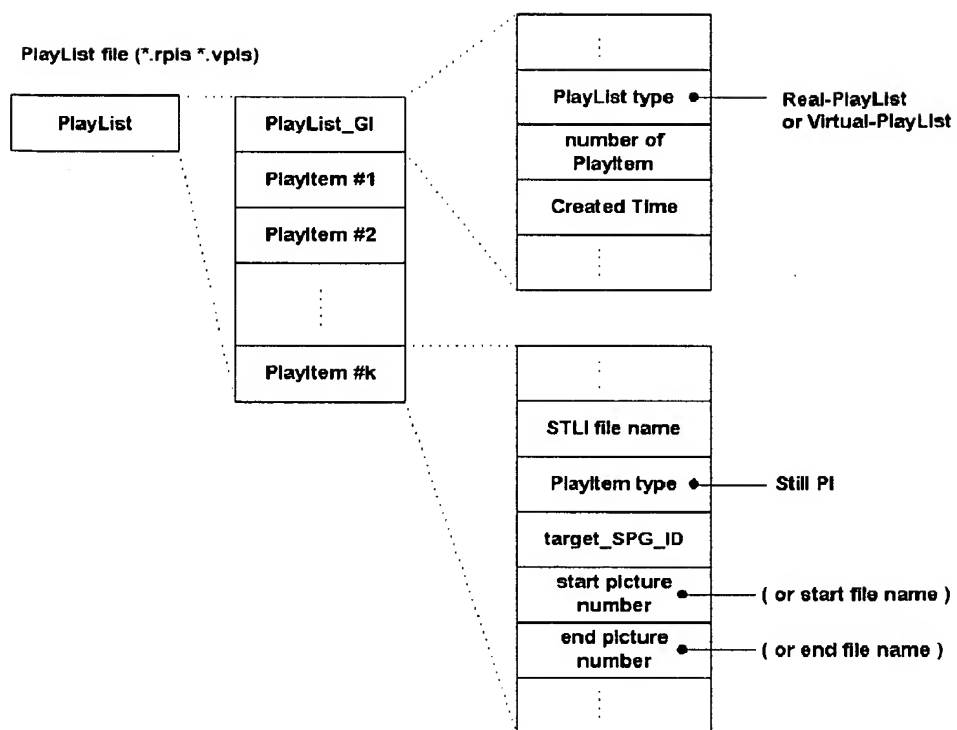 PlayList file (*.rpls *.vpls)
PlayList
PlayList_GI
PlayItem #1
PlayItem #2
PlayItem #k
PlayList type
Real-PlayList
or Virtual-PlayList
number of
PlayItem
Created Time
STLI file name
PlayItem type
Still PI
target_SPG_ID
start picture
number
( or start file name )
end picture
number
( or end file name )